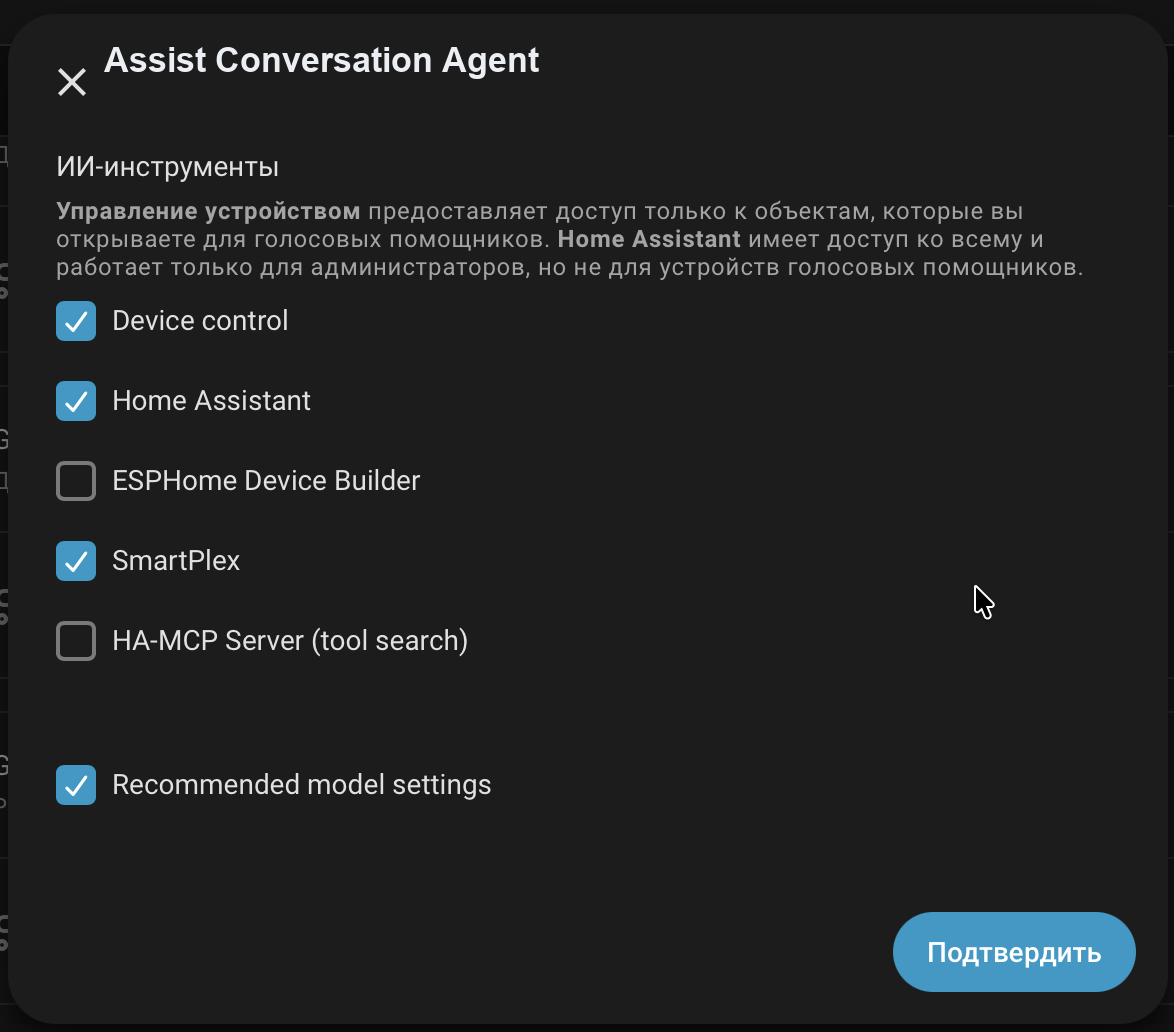 Assist Conversation Agent
ИИ-инструменты
Управление устройством предоставляет доступ только к объектам, которые вы
открываете для голосовых помощников. Home Assistant имеет доступ ко всему и
работает только для администраторов, но не для устройств голосовых помощников.
Device control
Home Assistant
ESPHome Device Builder
SmartPlex
HA-MCP Server (tool search)
Recommended model settings
Подтвердить